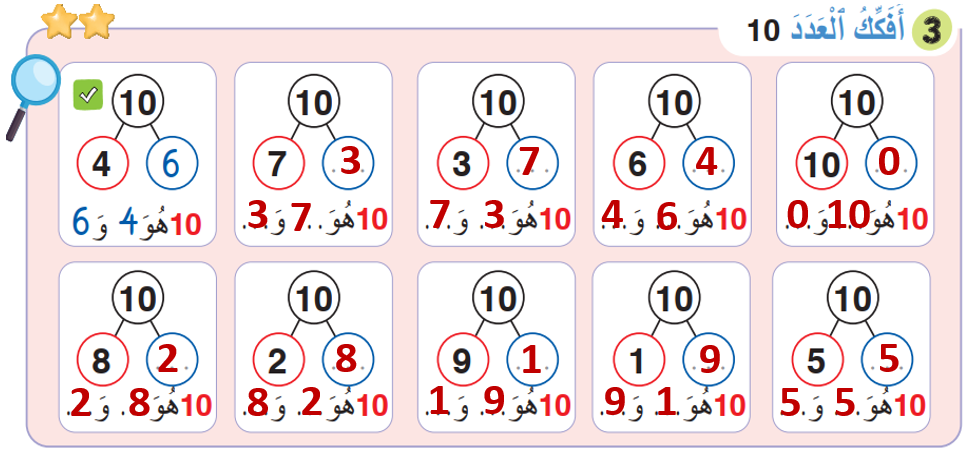 3 أُفَكِّكُ ٱلْعَدَدَ 10
10
10 0
10 هُوَ 10 وَ 0
10
6 4
10 هُوَ 6 وَ 4
10
3 7
10 هُوَ 3 وَ 7
10
7 3
10 هُوَ 7 وَ 3
10
4 6
10 هُوَ 4 وَ 6
10
5 5
10 هُوَ 5 وَ 5
10
1 9
10 هُوَ 1 وَ 9
10
9 1
10 هُوَ 9 وَ 1
10
2 8
10 هُوَ 2 وَ 8
10
8 2
10 هُوَ 8 وَ 2